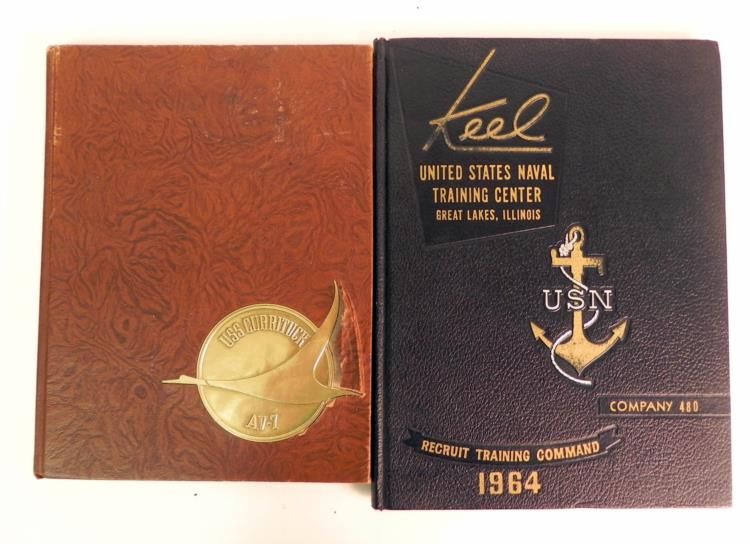 USS CURRITUCK
AV-7
Keel
UNITED STATES NAVAL
TRAINING CENTER
GREAT LAKES, ILLINOIS
USN
COMPANY 480
RECRUIT TRAINING COMMAND
1964